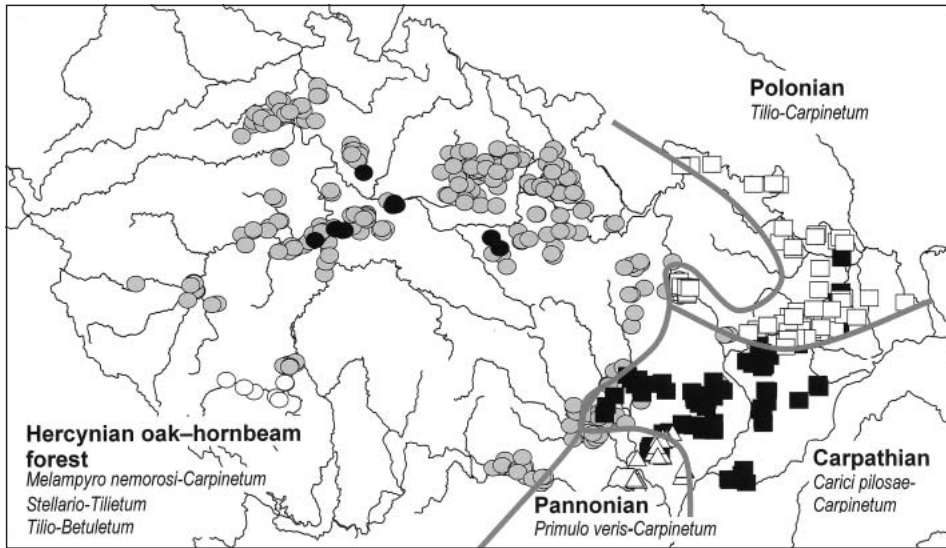 Polonian
Tilio-Carpinetum
Hercynian oak–hornbeam
forest
Melampyro nemorosi-Carpinetum
Stellario-Tilietum
Tilio-Betuletum
Pannonian
Primulo veris-Carpinetum
Carpathian
Carici pilosae-
Carpinetum